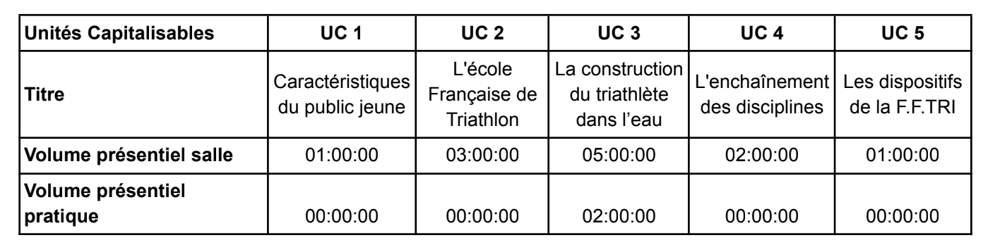 Unités Capitalisables UC 1 UC 2 UC 3 UC 4 UC 5
Titre
Caractéristiques
du public jeune
L'école
Française de
Triathlon
La construction
du triathlète
dans l’eau
L'enchaînement
des disciplines
Les dispositifs
de la F.F.TRI
Volume présentiel salle 01:00:00 03:00:00 05:00:00 02:00:00 01:00:00
Volume présentiel
pratique 00:00:00 00:00:00 02:00:00 00:00:00 00:00:00